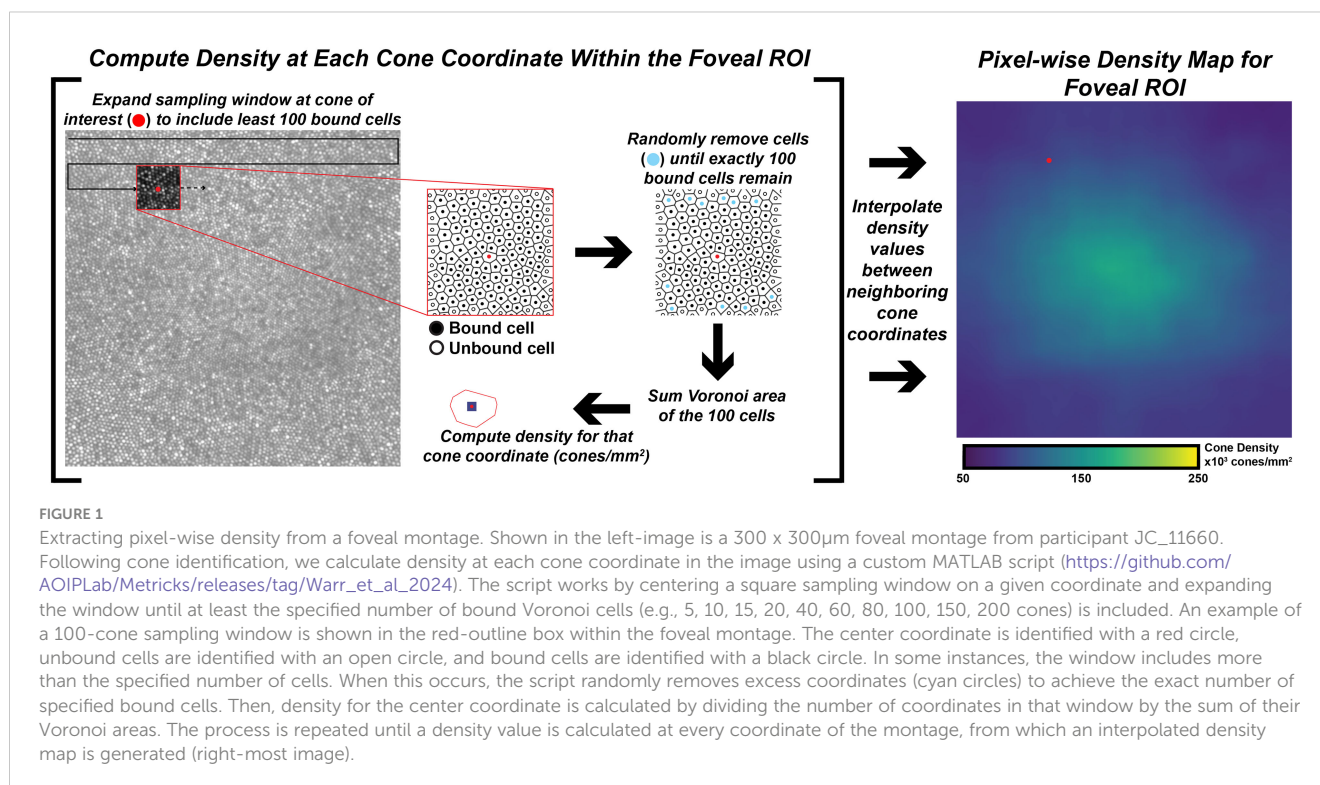 Compute Density at Each Cone Coordinate Within the Foveal ROI
Expand sampling window at cone of
interest (●) to include least 100 bound cells
Bound cell
Unbound cell
Randomly remove cells
(●) until exactly 100
bound cells remain
Sum Voronoi area
of the 100 cells
Compute density for that
cone coordinate (cones/mm²)
Interpolate
density
values
between
neighboring
cone
coordinates
Pixel-wise Density Map for
Foveal ROI
Cone Density
x10³ cones/mm²
50 150 250
FIGURE 1
Extracting pixel-wise density from a foveal montage. Shown in the left-image is a 300 x 300µm foveal montage from participant JC_11660.
Following cone identification, we calculate density at each cone coordinate in the image using a custom MATLAB script (https://github.com/
AOIPLab/Metricks/releases/tag/Warr_et_al_2024). The script works by centering a square sampling window on a given coordinate and expanding
the window until at least the specified number of bound Voronoi cells (e.g., 5, 10, 15, 20, 40, 60, 80, 100, 150, 200 cones) is included. An example of
a 100-cone sampling window is shown in the red-outline box within the foveal montage. The center coordinate is identified with a red circle,
unbound cells are identified with an open circle, and bound cells are identified with a black circle. In some instances, the window includes more
than the specified number of cells. When this occurs, the script randomly removes excess coordinates (cyan circles) to achieve the exact number of
specified bound cells. Then, density for the center coordinate is calculated by dividing the number of coordinates in that window by the sum of their
Voronoi areas. The process is repeated until a density value is calculated at every coordinate of the montage, from which an interpolated density
map is generated (right-most image).